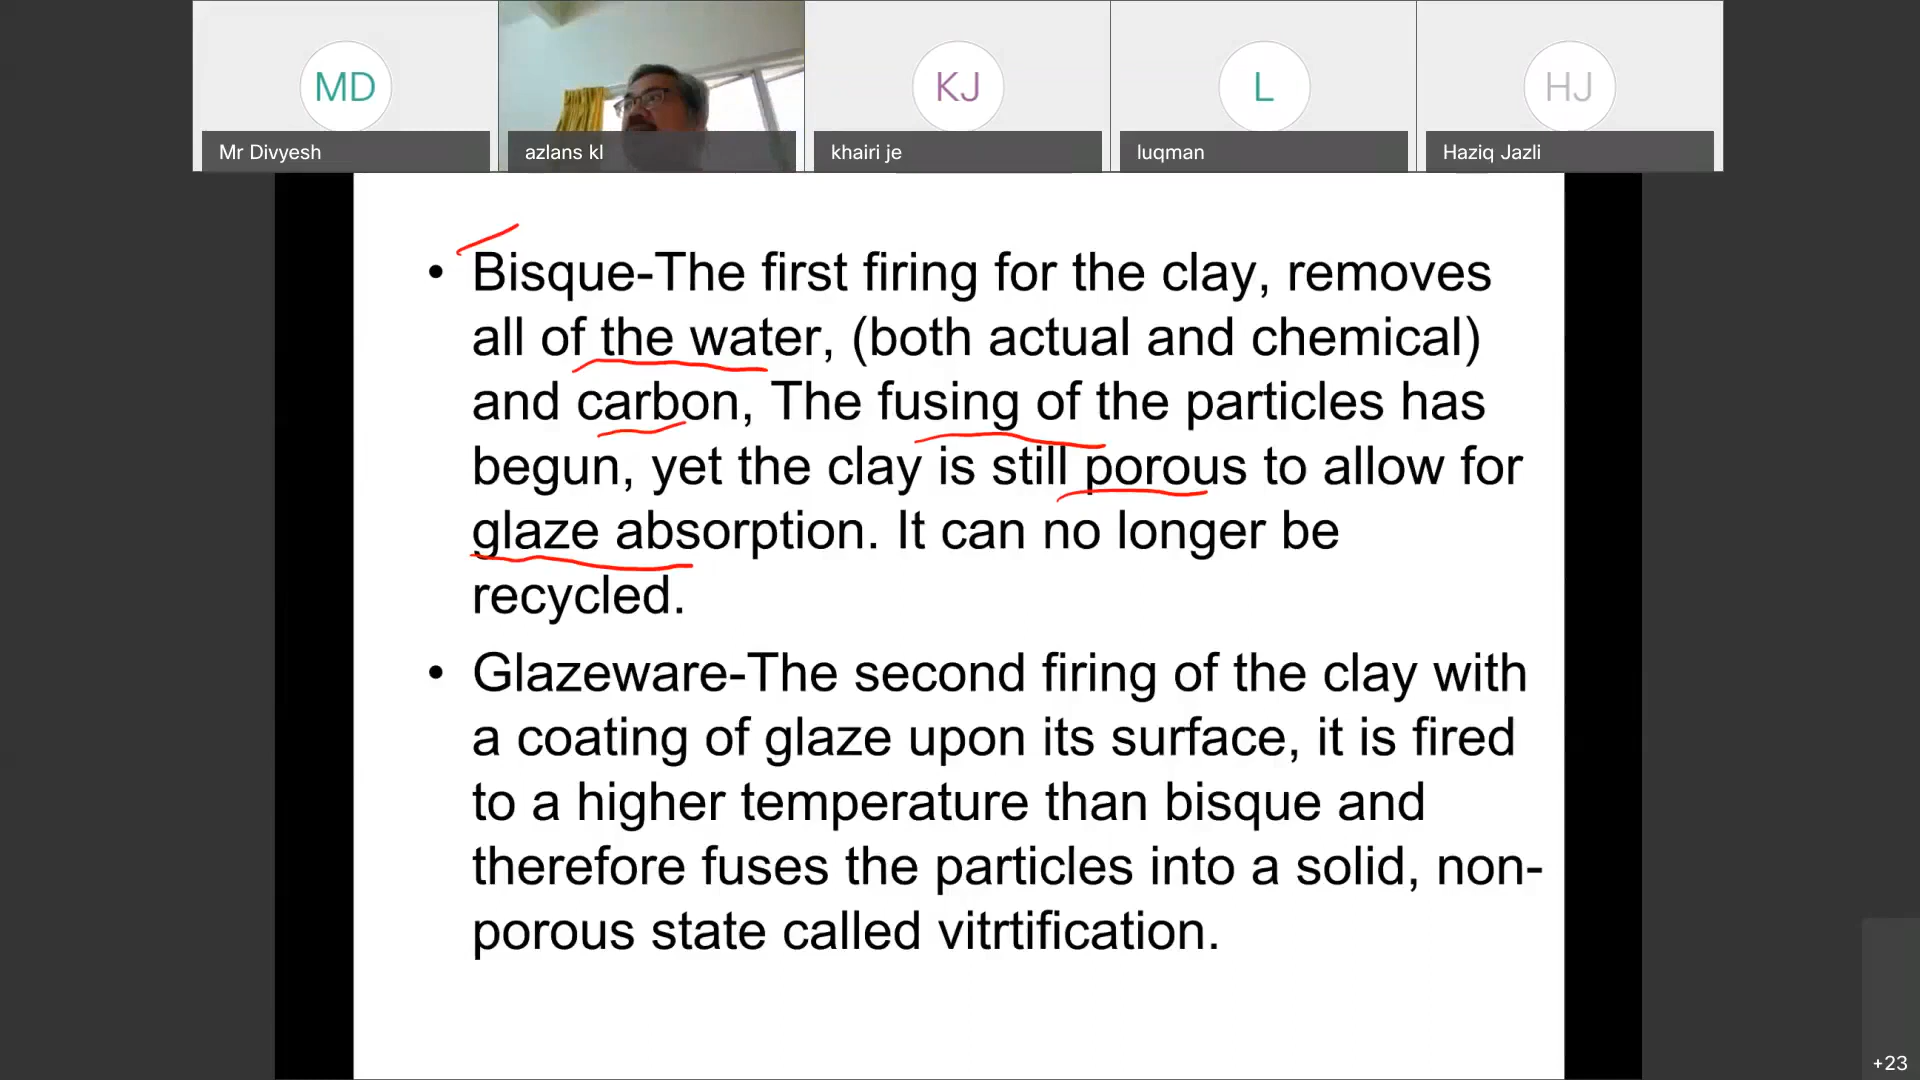 MD
KJ
L
HJ
Mr Divyesh
azlans kl
khairi je
luqman
Haziq Jazli
• Bisque-The first firing for the clay, removes
all of the water, (both actual and chemical)
and carbon, The fusing of the particles has
begun, yet the clay is still porous to allow for
glaze absorption. It can no longer be
recycled.
• Glazeware-The second firing of the clay with
a coating of glaze upon its surface, it is fired
to a higher temperature than bisque and
therefore fuses the particles into a solid, non-
porous state called vitrtification.
+23